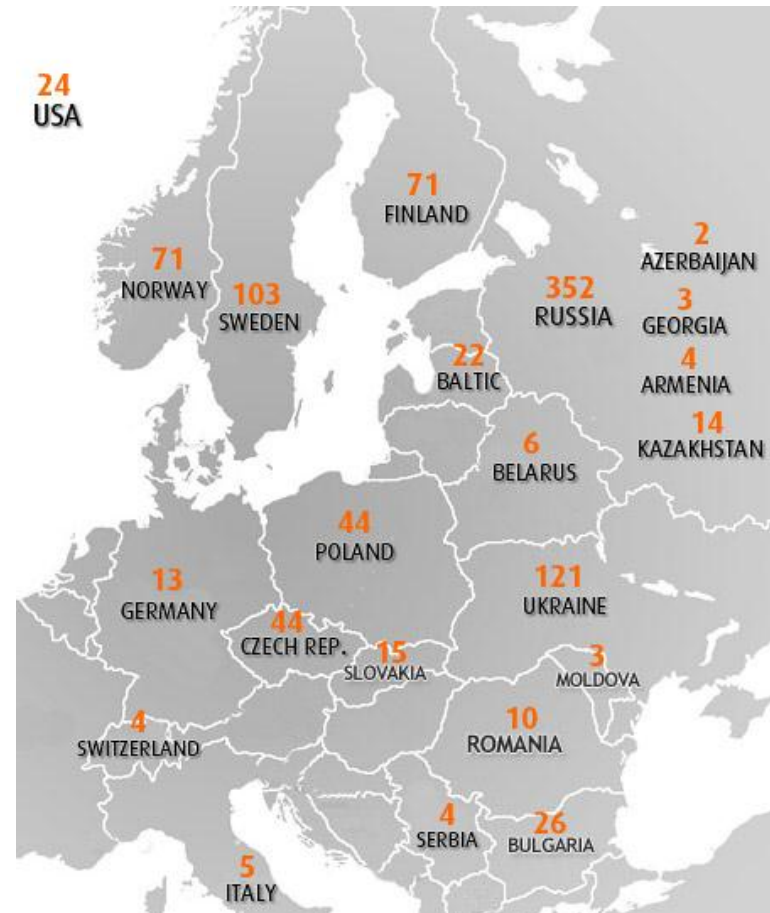 24
USA
71
FINLAND
2
AZERBAIJAN
71
NORWAY
103
SWEDEN
352
RUSSIA
3
GEORGIA
22
BALTIC
4
ARMENIA
14
KAZAKHSTAN
6
BELARUS
44
POLAND
13
GERMANY
121
UKRAINE
44
CZECH REP.
15
SLOVAKIA
3
MOLDOVA
4
SWITZERLAND
10
ROMANIA
4
SERBIA
26
BULGARIA
5
ITALY